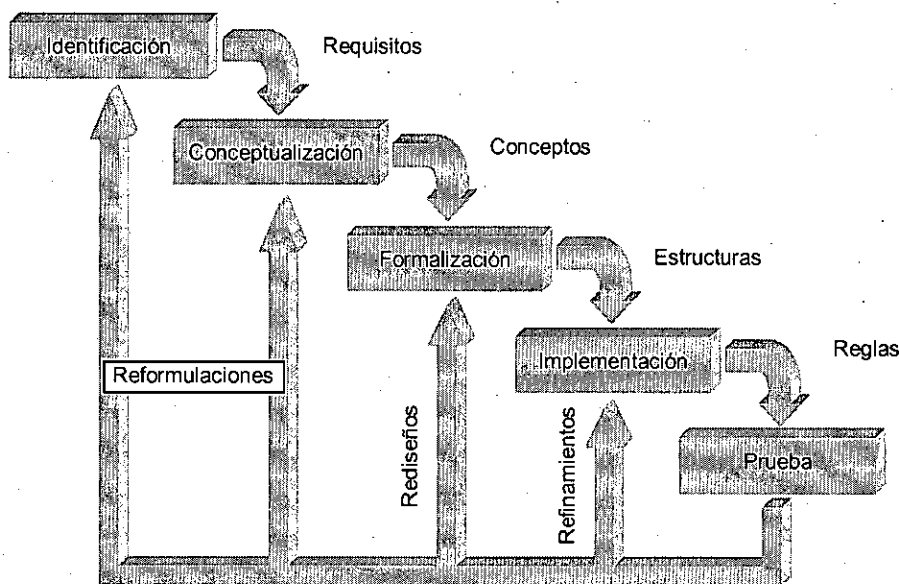 Identificación
Requisitos
Conceptualización
Conceptos
Formalización
Estructuras
Implementación
Reglas
Reformulaciones
Rediseños
Refinamientos
Prueba